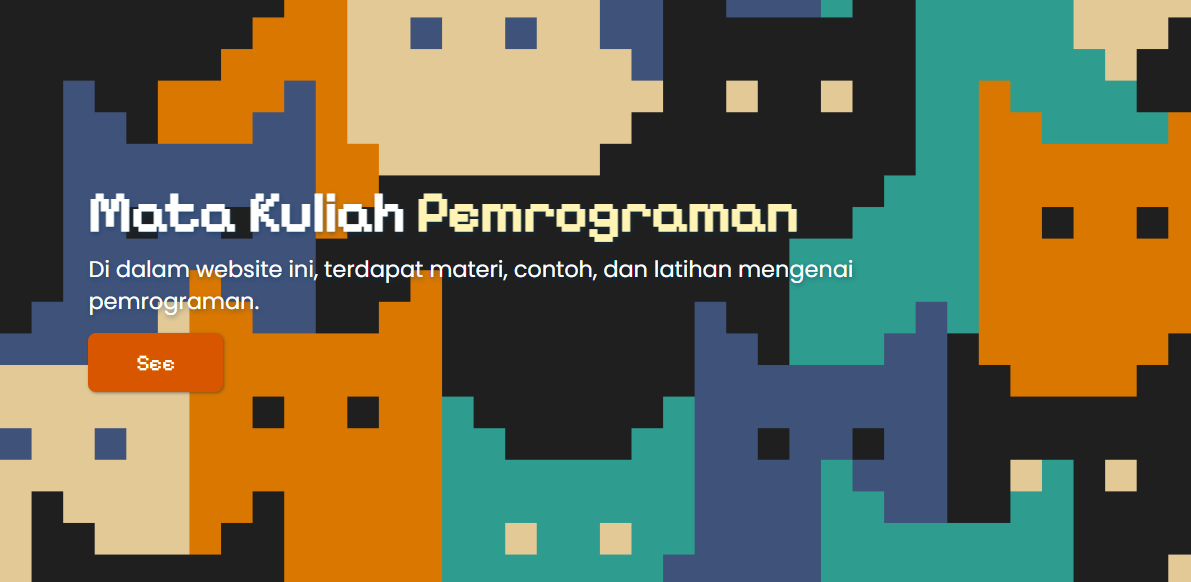 Mata Kuliah Pemrograman
Di dalam website ini, terdapat materi, contoh, dan latihan mengenai
pemrograman.
See